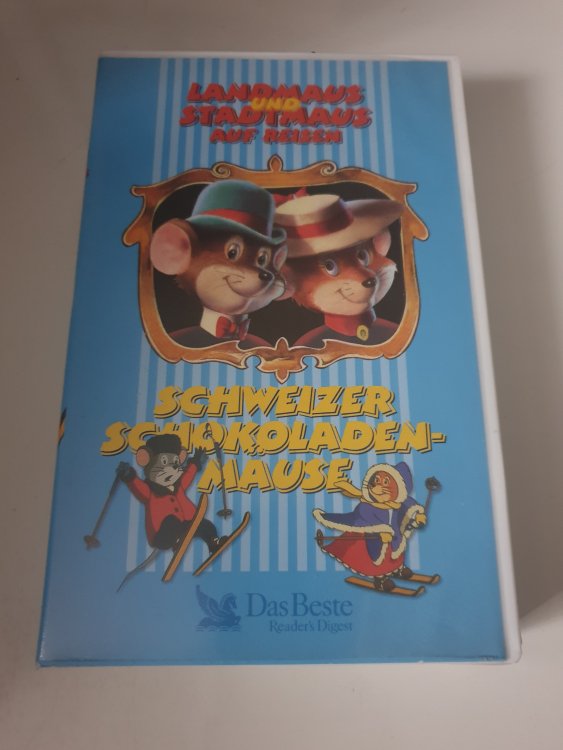 LANDMAUS
UND
STADTMAUS
AUF REISEN
SCHWEIZER
SCHOKOLADEN-
MÄUSE
Das Beste
Reader's Digest